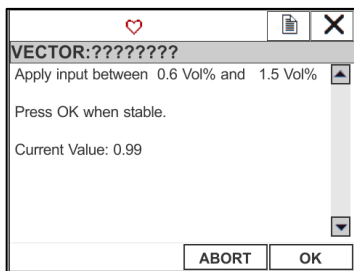 VECTOR:????????
Apply input between 0.6 Vol% and 1.5 Vol%
Press OK when stable.
Current Value: 0.99
ABORT OK